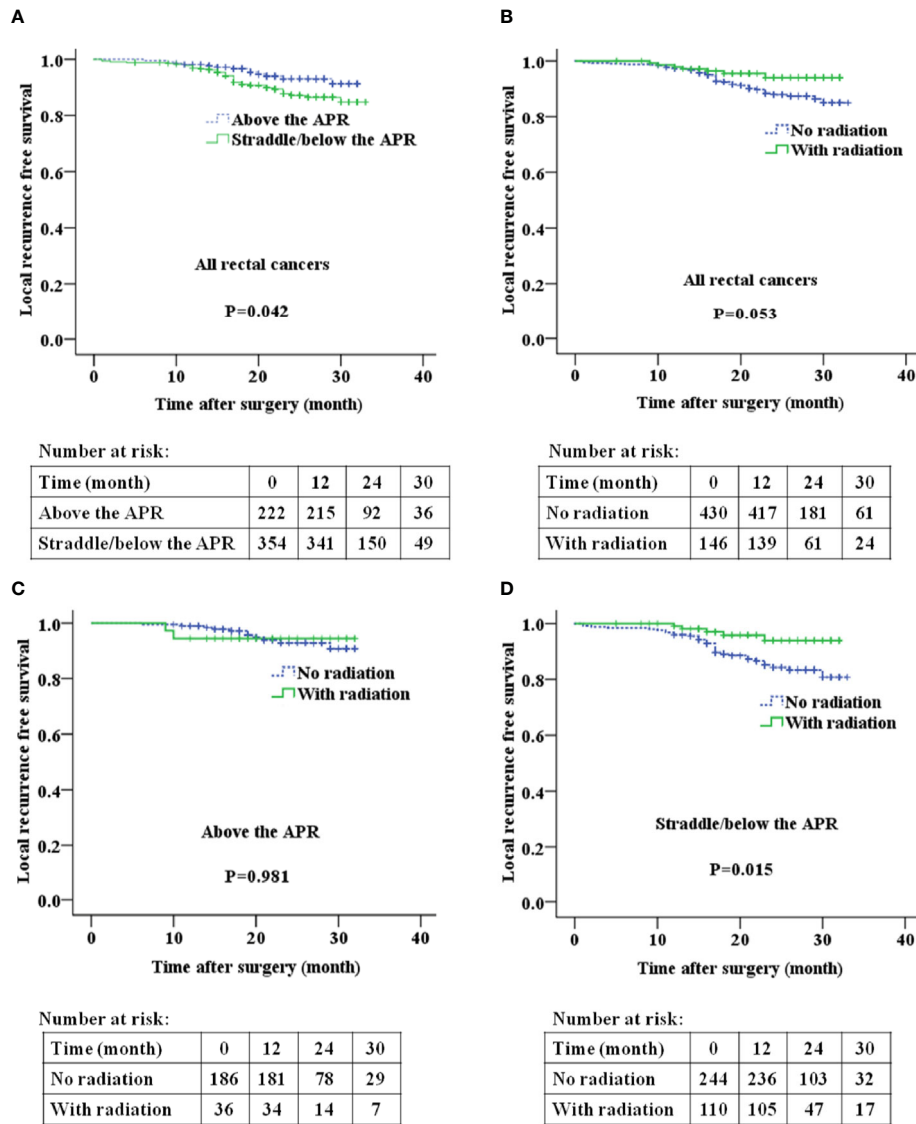 A
Local recurrence free survival
1.0
0.8
0.6
0.4
0.2
0.0
Above the APR
Straddle/below the APR
All rectal cancers
P=0.042
0 10 20 30 40
Time after surgery (month)
Number at risk:
Time (month) 0 12 24 30
Above the APR 222 215 92 36
Straddle/below the APR 354 341 150 49
B
Local recurrence free survival
1.0
0.8
0.6
0.4
0.2
0.0
No radiation
With radiation
All rectal cancers
P=0.053
0 10 20 30 40
Time after surgery (month)
Number at risk:
Time (month) 0 12 24 30
No radiation 430 417 181 61
With radiation 146 139 61 24
C
Local recurrence free survival
1.0
0.8
0.6
0.4
0.2
0.0
No radiation
With radiation
Above the APR
P=0.981
0 10 20 30 40
Time after surgery (month)
Number at risk:
Time (month) 0 12 24 30
No radiation 186 181 78 29
With radiation 36 34 14 7
D
Local recurrence free survival
1.0
0.8
0.6
0.4
0.2
0.0
No radiation
With radiation
Straddle/below the APR
P=0.015
0 10 20 30 40
Time after surgery (month)
Number at risk:
Time (month) 0 12 24 30
No radiation 244 236 103 32
With radiation 110 105 47 17